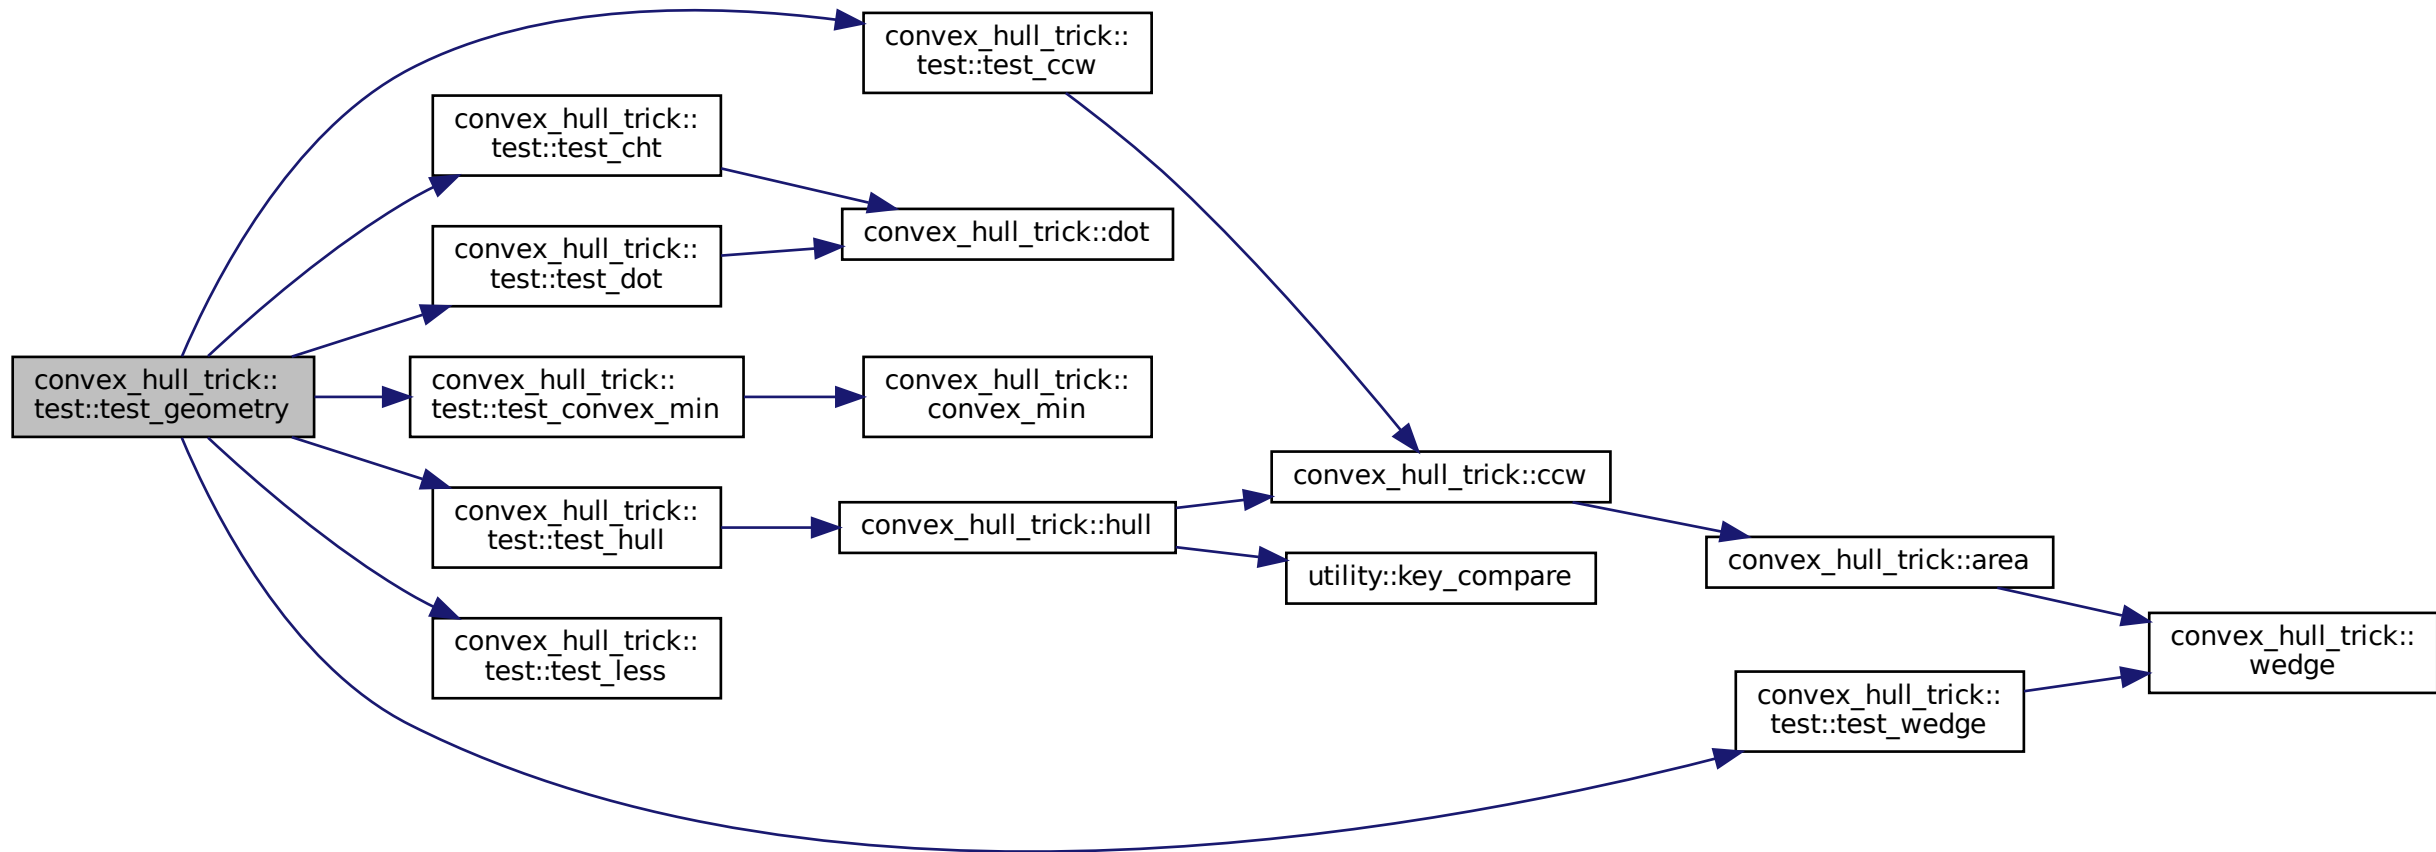 convex_hull_trick::
test::test_geometry
convex_hull_trick::
test::test_ccw
convex_hull_trick::
test::test_cht
convex_hull_trick::dot
convex_hull_trick::
test::test_dot
convex_hull_trick::
test::test_convex_min
convex_hull_trick::
convex_min
convex_hull_trick::
test::test_hull
convex_hull_trick::hull
convex_hull_trick::ccw
utility::key_compare
convex_hull_trick::area
convex_hull_trick::
wedge
convex_hull_trick::
test::test_less
convex_hull_trick::
test::test_wedge